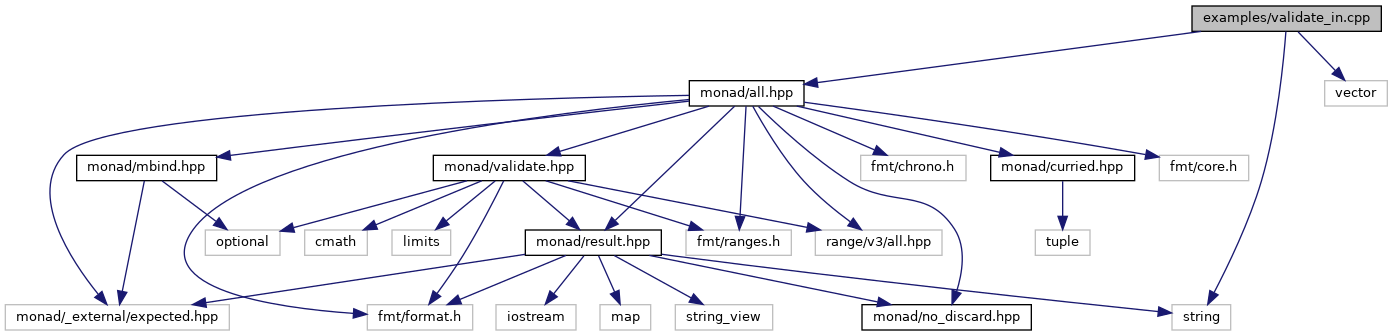 examples/validate_in.cpp
monad/all.hpp
vector
monad/mbind.hpp
monad/validate.hpp
fmt/chrono.h
monad/curried.hpp
fmt/core.h
optional
cmath
limits
monad/result.hpp
fmt/ranges.h
range/v3/all.hpp
tuple
monad/_external/expected.hpp
fmt/format.h
iostream
map
string_view
monad/no_discard.hpp
string